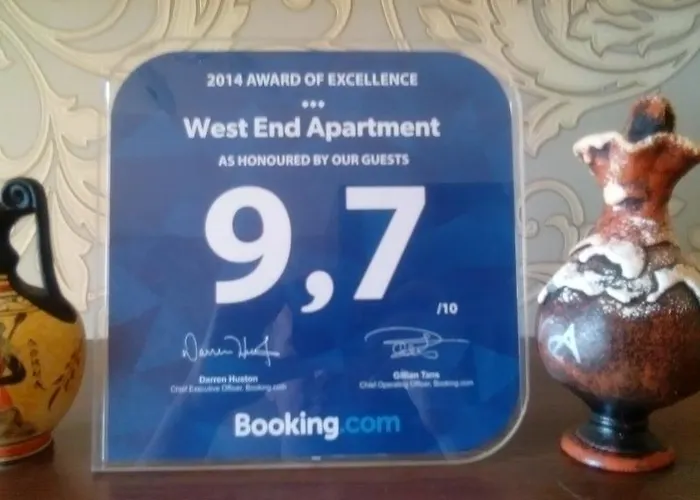 2014 AWARD OF EXCELLENCE
West End Apartment
AS HONOURED BY OUR GUESTS
9,7
/10
Darren Huston
Gillian Tans
Chief Executive Officer, Booking.com
Chief Operating Officer, Booking.com
Booking.com
A